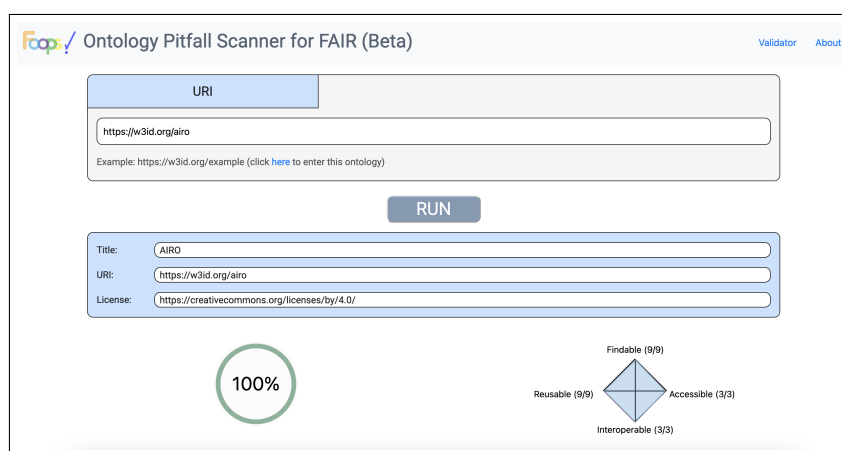 Foops! Ontology Pitfall Scanner for FAIR (Beta) Validator About
URI
https://w3id.org/airo
Example: https://w3id.org/example (click here to enter this ontology)
RUN
Title: AIRO
URI: https://w3id.org/airo
License: https://creativecommons.org/licenses/by/4.0/
100%
Findable (9/9)
Reusable (9/9) Accessible (3/3)
Interoperable (3/3)